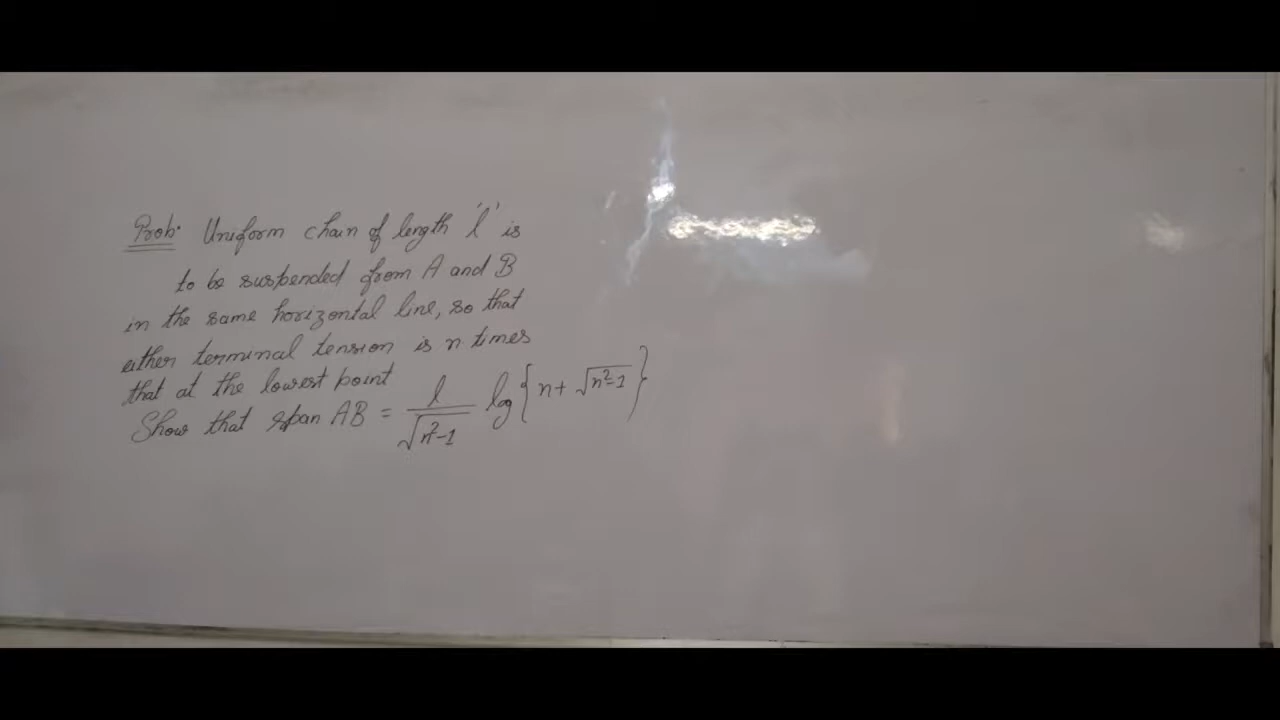 Prob. Uniform chain of length 'l' is
to be suspended from A and B
in the same horizontal line, so that
either terminal tension is n times
that at the lowest point
Show that span AB = l/√(n²-1) log{n+√(n²-1)}